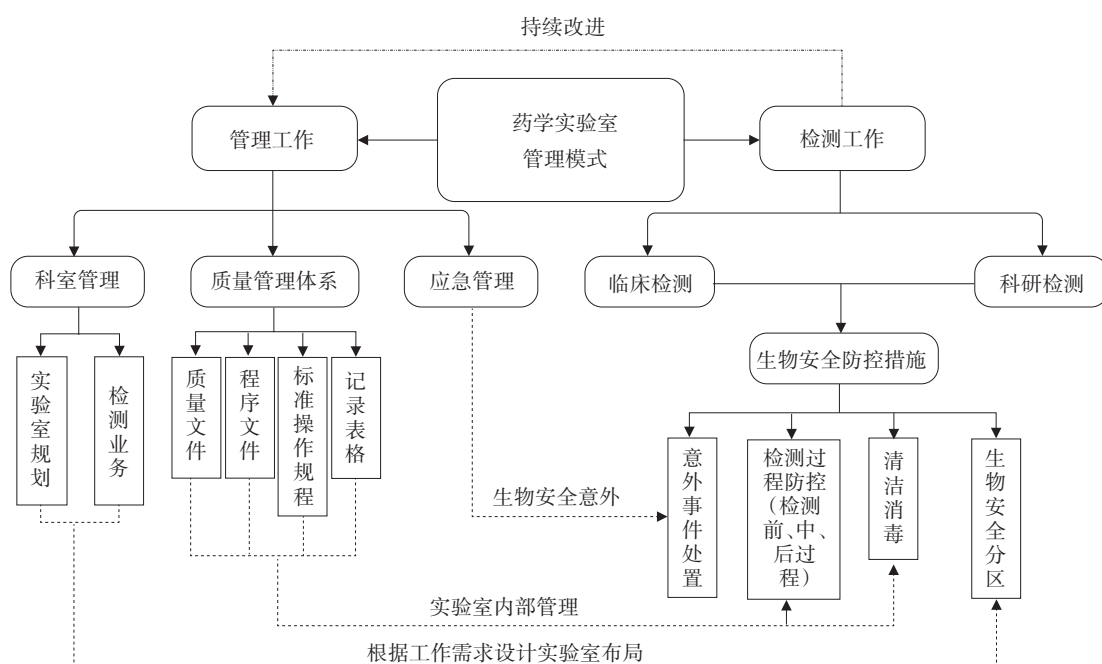 持续改进
管理工作
药学实验室
管理模式
检测工作
科室管理
质量管理体系
应急管理
临床检测
科研检测
生物安全防控措施
实验室规划
检测业务
质量文件
程序文件
标准操作规程
记录表格
意外事件处置
检测过
程防控
(检测
前、中、
后过
程)
清洁消毒
生物安全分区
生物安全意外
实验室内部管理
根据工作需求设计实验室布局